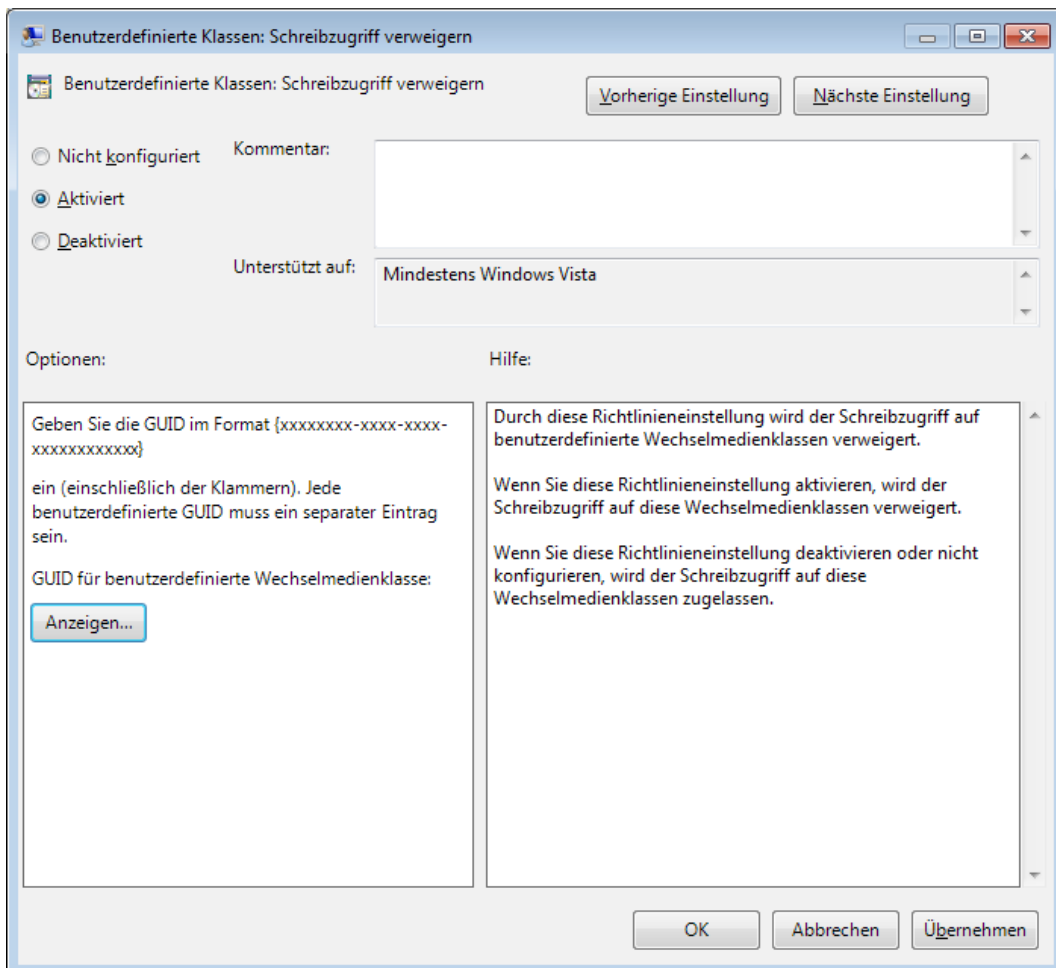 Benutzerdefinierte Klassen: Schreibzugriff verweigern
Benutzerdefinierte Klassen: Schreibzugriff verweigern
Vorherige Einstellung
Nächste Einstellung
Nicht konfiguriert
Kommentar:
Aktiviert
Deaktiviert
Unterstützt auf:
Mindestens Windows Vista
Optionen:
Hilfe:
Geben Sie die GUID im Format {xxxxxxxx-xxxx-xxxx-
xxxxxxxxxxxx}
ein (einschließlich der Klammern). Jede
benutzerdefinierte GUID muss ein separater Eintrag
sein.
GUID für benutzerdefinierte Wechselmedienklasse:
Anzeigen...
Durch diese Richtlinieneinstellung wird der Schreibzugriff auf
benutzerdefinierte Wechselmedienklassen verweigert.
Wenn Sie diese Richtlinieneinstellung aktivieren, wird der
Schreibzugriff auf diese Wechselmedienklassen verweigert.
Wenn Sie diese Richtlinieneinstellung deaktivieren oder nicht
konfigurieren, wird der Schreibzugriff auf diese
Wechselmedienklassen zugelassen.
OK
Abbrechen
Übernehmen